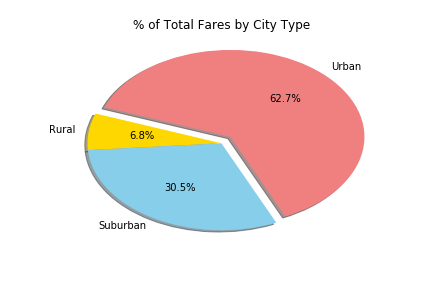 % of Total Fares by City Type
Urban
62.7%
Rural
6.8%
30.5%
Suburban